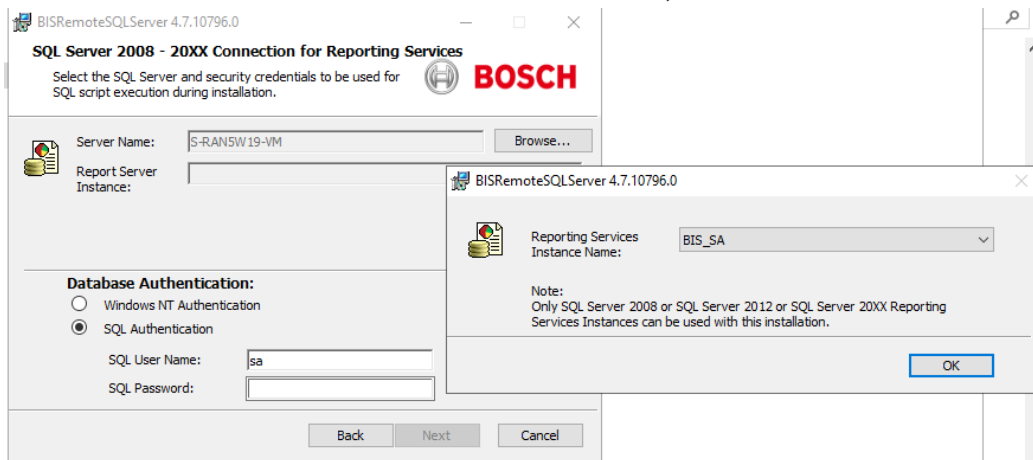 BISRemoteSQLServer 4.7.10796.0
SQL Server 2008 - 20XX Connection for Reporting Services
Select the SQL Server and security credentials to be used for
SQL script execution during installation.
BOSCH
Server Name:
S-RAN5W19-VM
Browse...
Report Server
Instance:
Database Authentication:
Windows NT Authentication
SQL Authentication
SQL User Name:
sa
SQL Password:
Back
Next
Cancel
BISRemoteSQLServer 4.7.10796.0
Reporting Services
Instance Name:
BIS_SA
Note:
Only SQL Server 2008 or SQL Server 2012 or SQL Server 20XX Reporting
Services Instances can be used with this installation.
OK